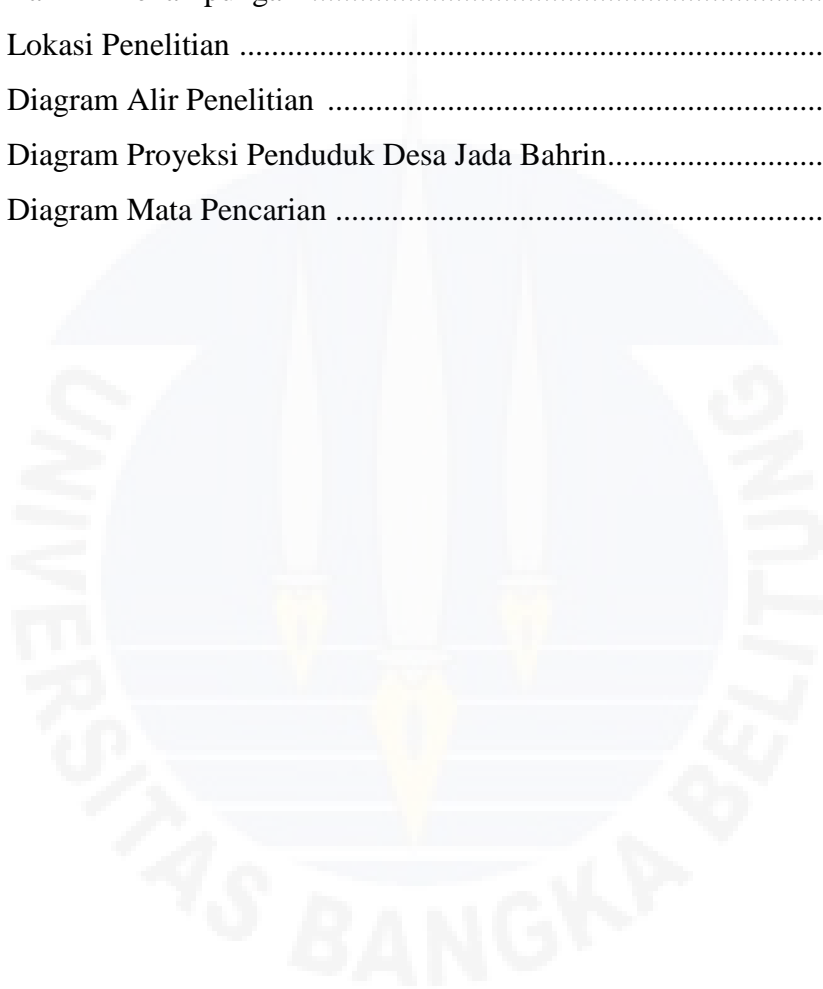 Lokasi Penelitian ..........................................................................
Diagram Alir Penelitian ...............................................................
Diagram Proyeksi Penduduk Desa Jada Bahrin...........................
Diagram Mata Pencarian .............................................................
UNIVERSITAS BANGKA BELITUNG